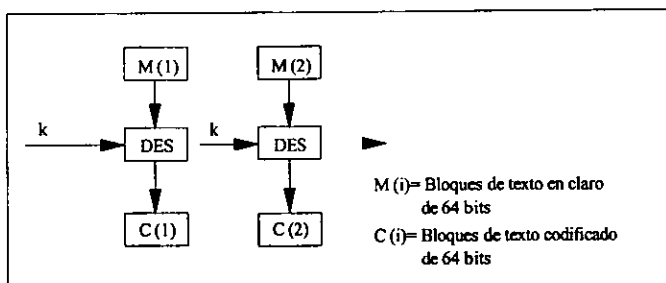 M (1) M (2)
k DES k DES
M (i)= Bloques de texto en claro
de 64 bits
C (1) C (2)
C (i)= Bloques de texto codificado
de 64 bits